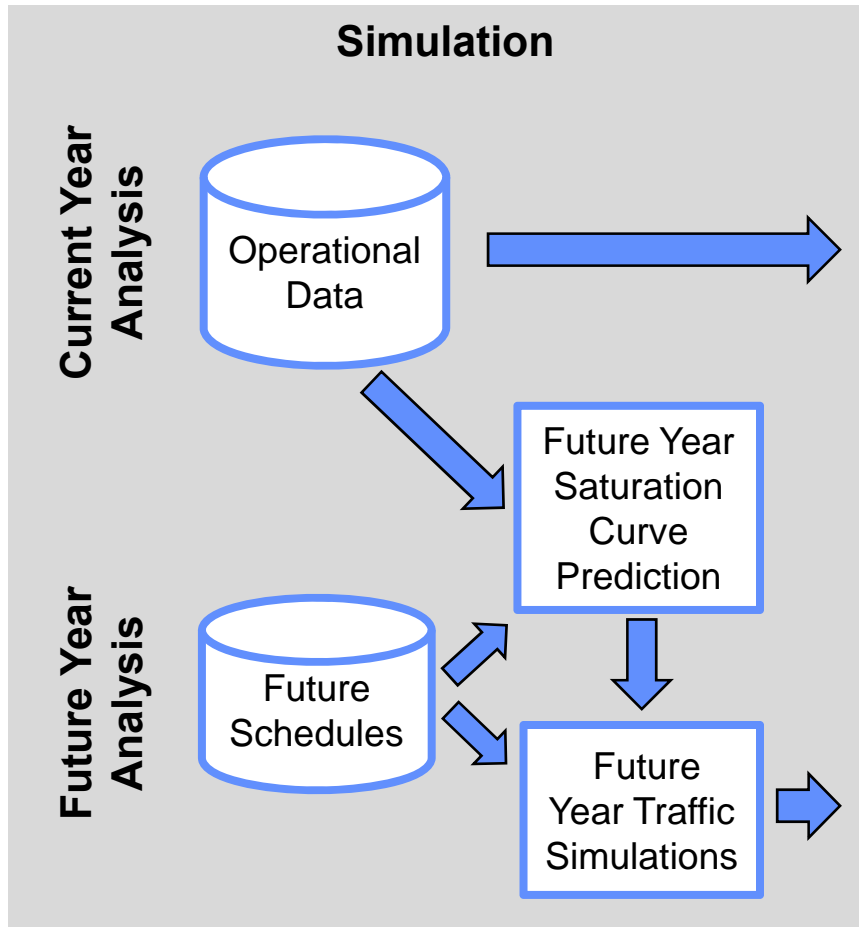 Simulation
Current Year
Analysis
Operational
Data
Future Year
Saturation
Curve
Prediction
Future Year
Analysis
Future
Schedules
Future
Year Traffic
Simulations